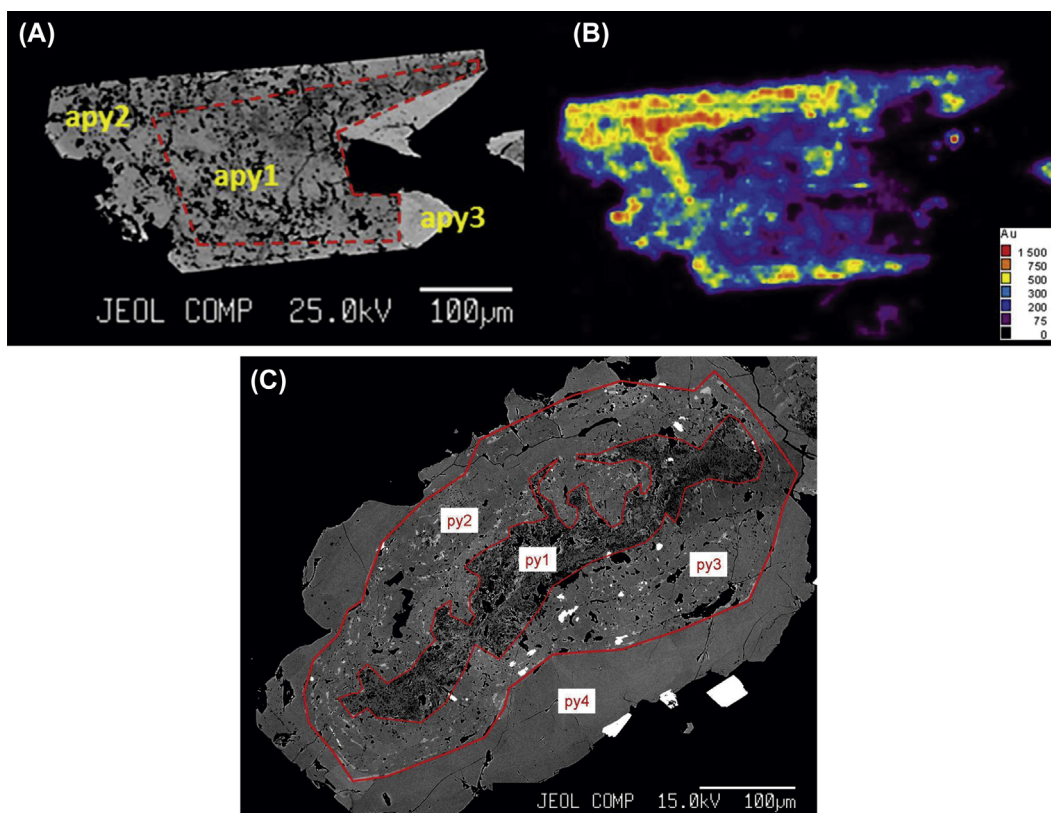 (A)
(B)
apy2
apy1
apy3
JEOL COMP 25.0kV 100µm
Au
1 500
750
500
300
200
75
0
(C)
py2
py1
py3
py4
JEOL COMP 15.0kV 100µm